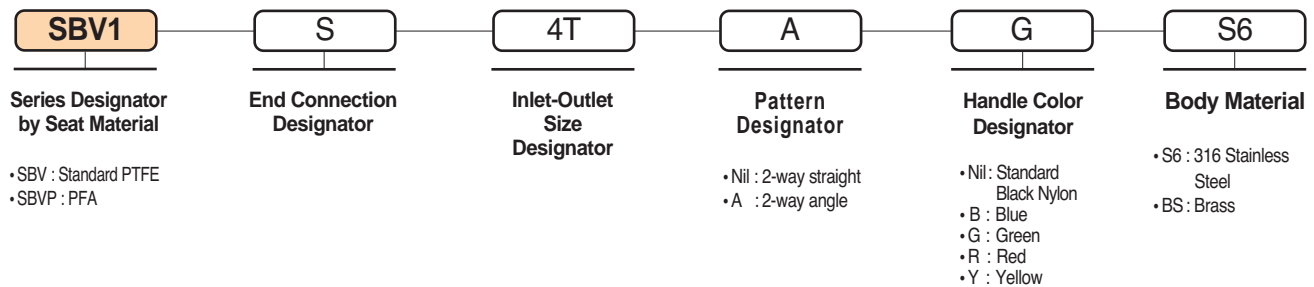 SBV1 S 4T A G S6
Series Designator
by Seat Material
• SBV : Standard PTFE
• SBVP : PFA
End Connection
Designator
Inlet-Outlet
Size
Designator
Pattern
Designator
• Nil : 2-way straight
• A : 2-way angle
Handle Color
Designator
• Nil : Standard
Black Nylon
• B : Blue
• G : Green
• R : Red
• Y : Yellow
Body Material
• S6 : 316 Stainless
Steel
• BS : Brass